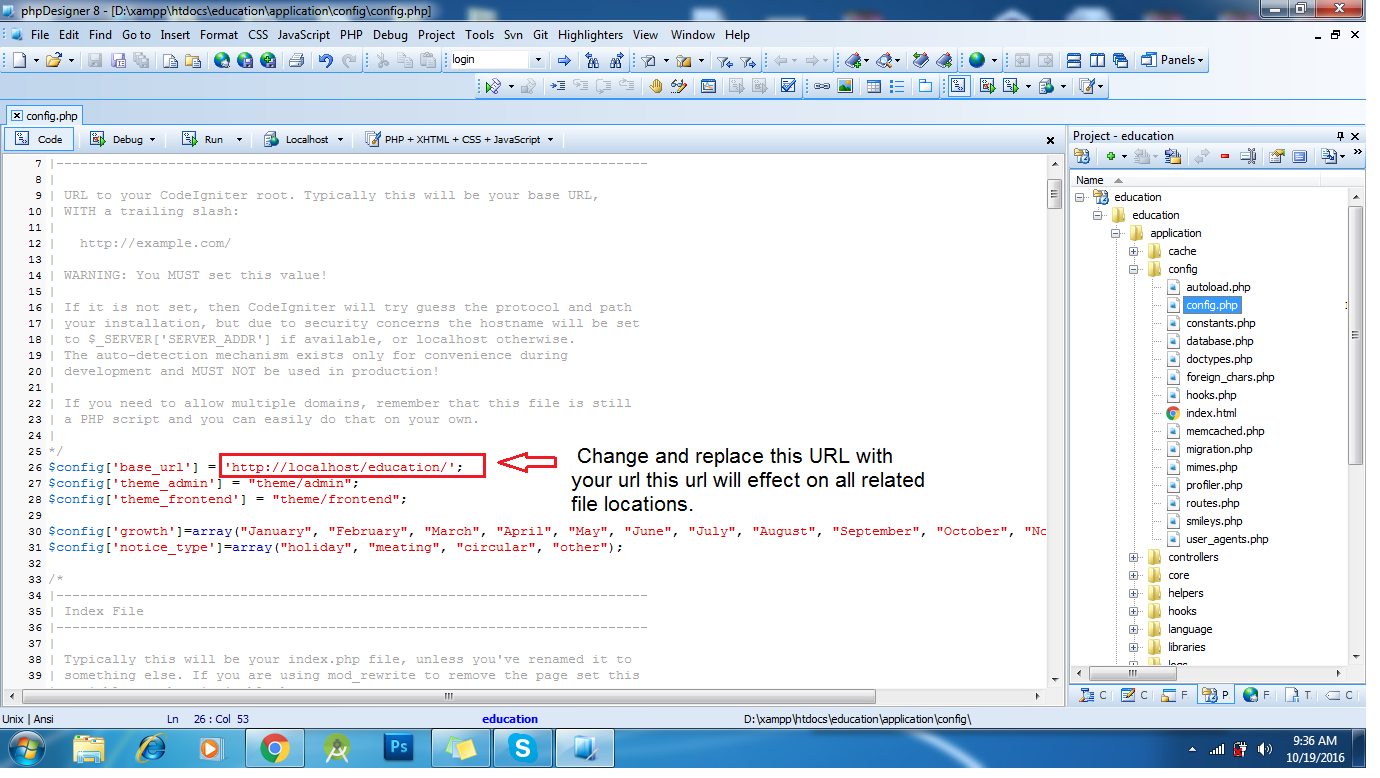 phpDesigner 8 - [D:\xampp\htdocs\education\application\config\config.php]
File Edit Find Go to Insert Format CSS JavaScript PHP Debug Project Tools Svn Git Highlighters View Window Help
login
Panels
config.php
Code Debug Run Localhost PHP + XHTML + CSS + JavaScript
7 |--------------------------------------------------------------------------
8 |
9 | URL to your CodeIgniter root. Typically this will be your base URL,
10 | WITH a trailing slash:
11 |
12 | http://example.com/
13 |
14 | WARNING: You MUST set this value!
15 |
16 | If it is not set, then CodeIgniter will try guess the protocol and path
17 | your installation, but due to security concerns the hostname will be set
18 | to $_SERVER['SERVER_ADDR'] if available, or localhost otherwise.
19 | The auto-detection mechanism exists only for convenience during
20 | development and MUST NOT be used in production!
21 |
22 | If you need to allow multiple domains, remember that this file is still
23 | a PHP script and you can easily do that on your own.
24 |
25 */
26 $config['base_url'] = 'http://localhost/education/';
27 $config['theme_admin'] = "theme/admin";
28 $config['theme_frontend'] = "theme/frontend";
29
30 $config['growth']=array("January", "February", "March", "April", "May", "June", "July", "August", "September", "October", "No
31 $config['notice_type']=array("holiday", "meating", "circular", "other");
32
33 /*
34 |--------------------------------------------------------------------------
35 | Index File
36 |--------------------------------------------------------------------------
37 |
38 | Typically this will be your index.php file, unless you've renamed it to
39 | something else. If you are using mod_rewrite to remove the page set this
Change and replace this URL with
your url this url will effect on all related
file locations.
Project - education
Name
education
education
application
cache
config
autoload.php
config.php
constants.php
database.php
doctypes.php
foreign_chars.php
hooks.php
index.html
memcached.php
migration.php
mimes.php
profiler.php
routes.php
smileys.php
user_agents.php
controllers
core
helpers
hooks
language
libraries
C C F P F T C
Unix | Ansi Ln 26 : Col 53 education D:\xampp\htdocs\education\application\config\
Ps
9:36 AM
10/19/2016